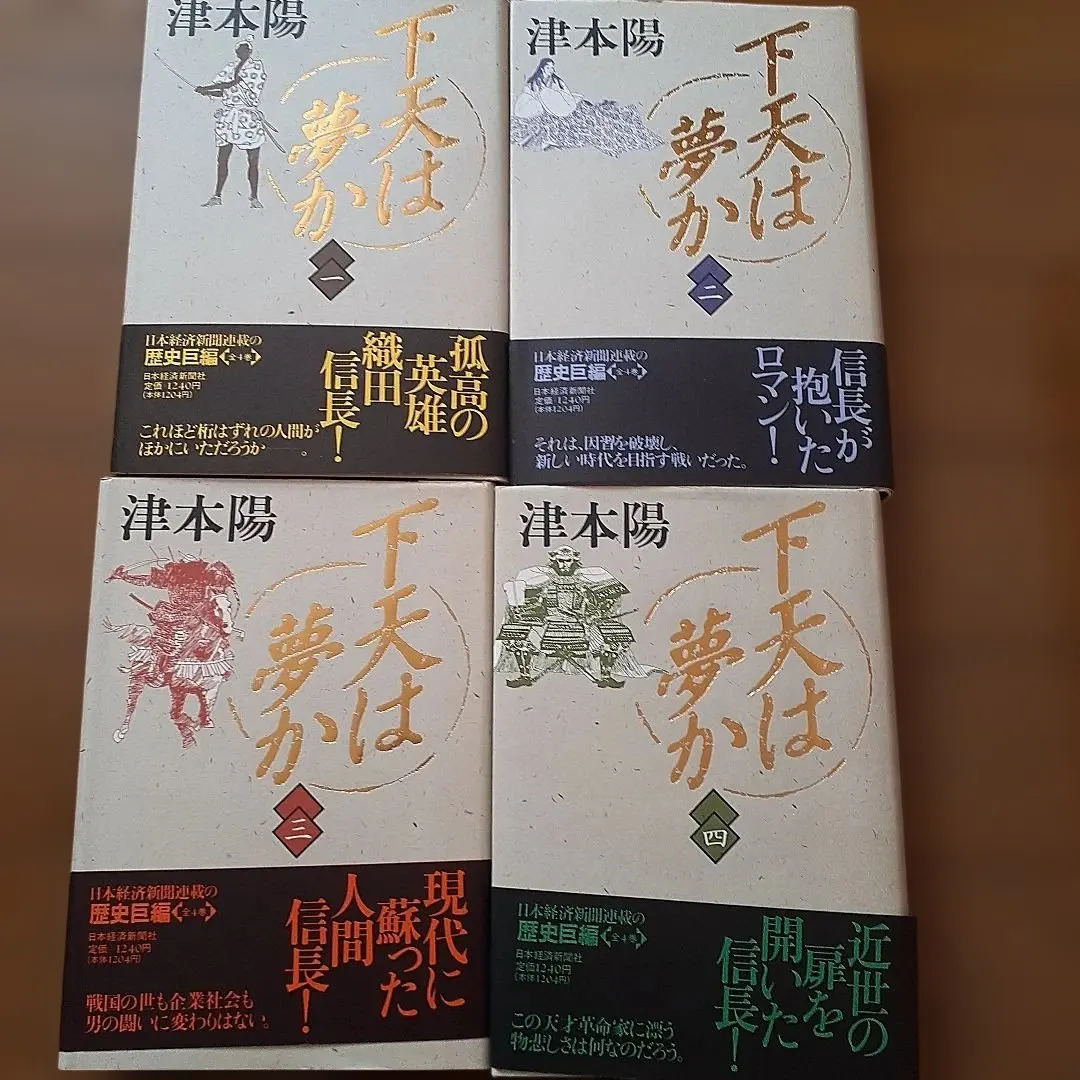 津本陽
下天は
夢か
一
日本経済新聞連載の
歴史巨編〈全4巻〉
日本経済新聞社
定価 1240円
(本体1204円)
孤高の
英雄
織田
信長!
これほど桁はずれの人間が
ほかにいただろうか――。
津本陽
下天は
夢か
二
日本経済新聞連載の
歴史巨編〈全4巻〉
日本経済新聞社
定価 1240円
(本体1204円)
信長が
抱いた
ロマン!
それは、因習を破壊し、
新しい時代を目指す戦いだった。
津本陽
下天は
夢か
三
日本経済新聞連載の
歴史巨編〈全4巻〉
日本経済新聞社
定価 1240円
(本体1204円)
現代に
蘇った
人間
信長!
戦国の世も企業社会も
男の闘いに変わりはない。
津本陽
下天は
夢か
四
日本経済新聞連載の
歴史巨編〈全4巻〉
日本経済新聞社
定価1240円
(本体1204円)
近世の
扉を
開いた
信長!
この天才革命家に漂う
物悲しさは何なのだろう。